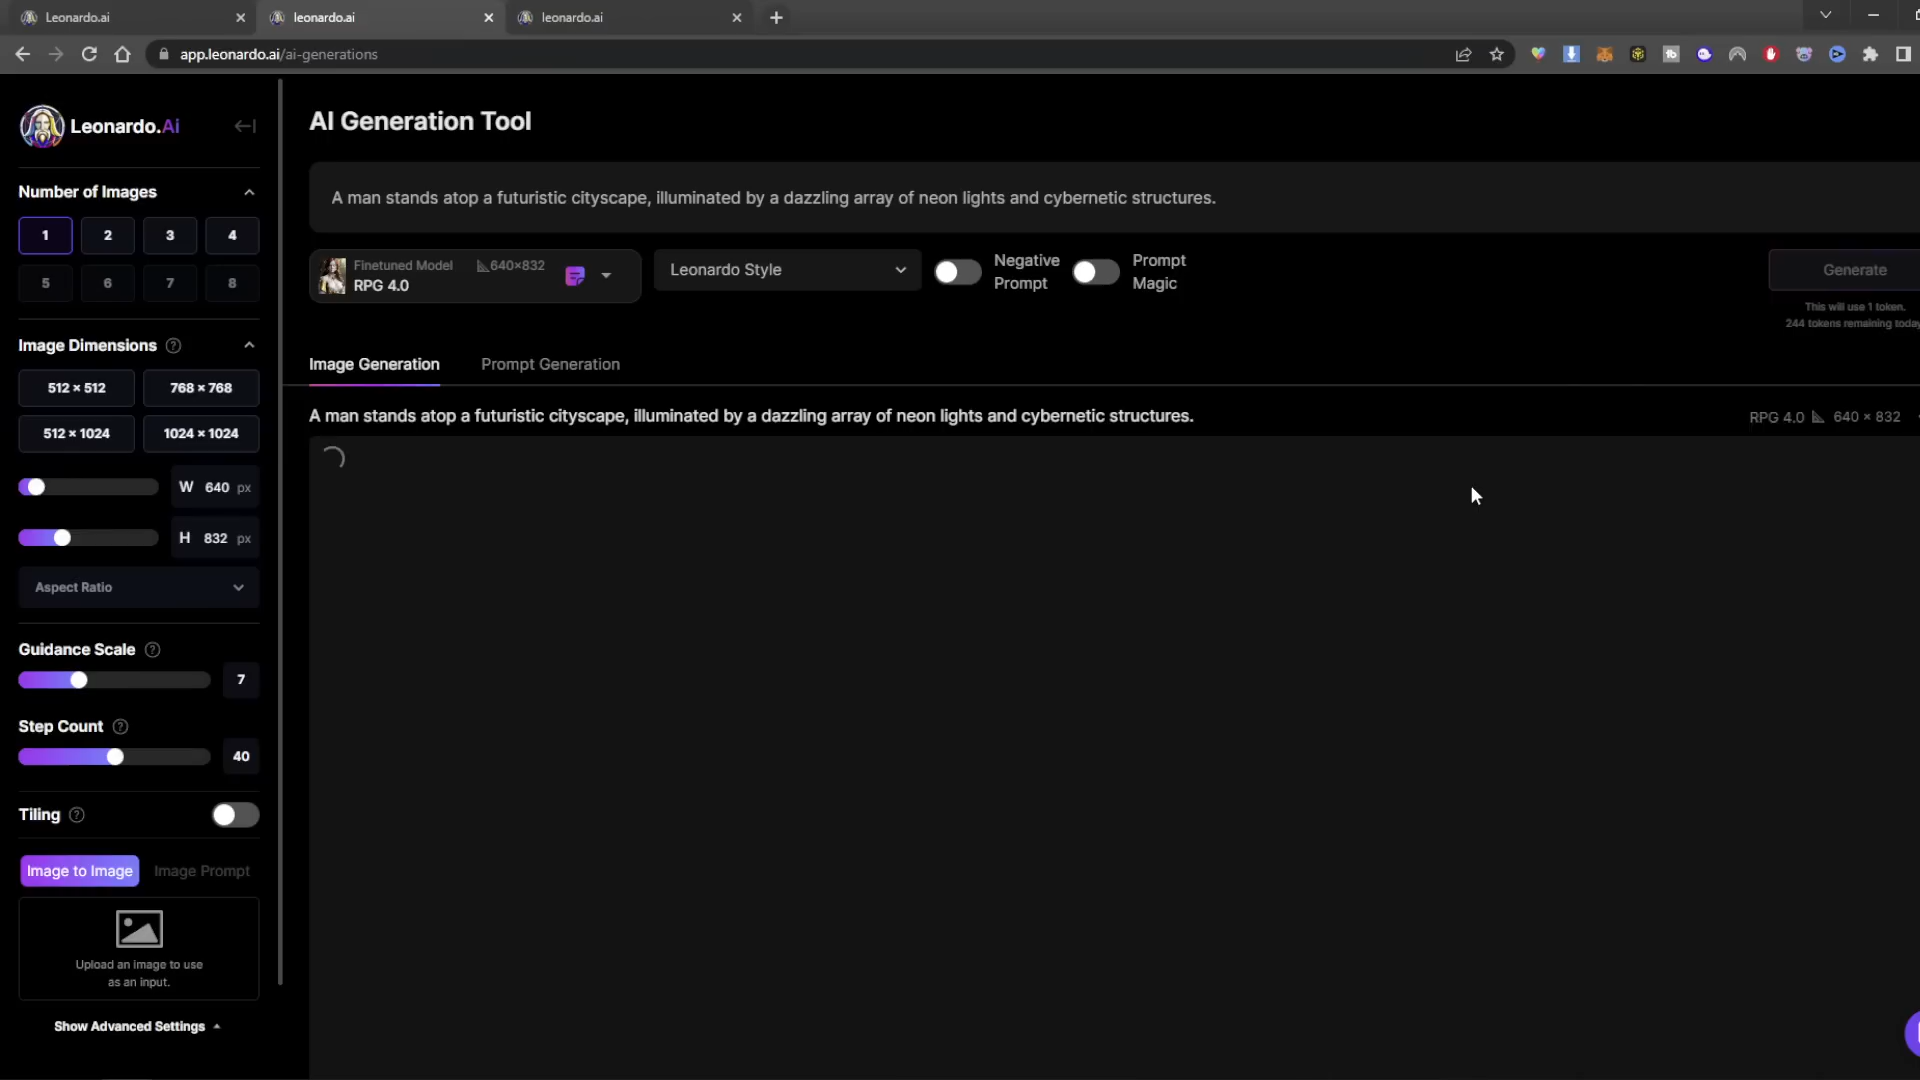 Leonardo.ai
leonardo.ai
leonardo.ai
app.leonardo.ai/ai-generations
Leonardo.Ai
Number of Images
1 2 3 4
5 6 7 8
Image Dimensions ?
512 × 512 768 × 768
512 × 1024 1024 × 1024
W 640 px
H 832 px
Aspect Ratio
Guidance Scale ?
7
Step Count ?
40
Tiling ?
Image to Image Image Prompt
Upload an image to use
as an input.
Show Advanced Settings
AI Generation Tool
A man stands atop a futuristic cityscape, illuminated by a dazzling array of neon lights and cybernetic structures.
Finetuned Model 640×832
RPG 4.0
Leonardo Style
Negative
Prompt
Prompt
Magic
Generate
This will use 1 token.
244 tokens remaining today
Image Generation Prompt Generation
A man stands atop a futuristic cityscape, illuminated by a dazzling array of neon lights and cybernetic structures.
RPG 4.0 640 × 832